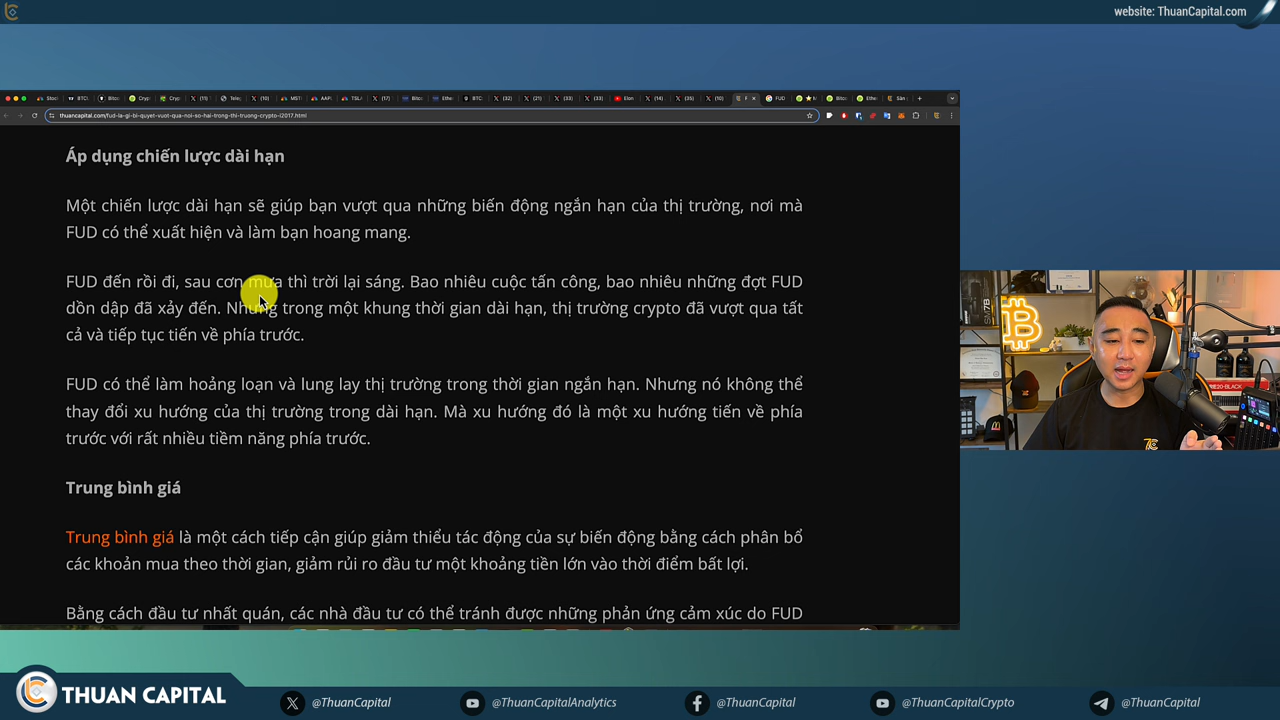 website: ThuanCapital.com
thuancapital.com/fud-la-gi-bi-quyet-vuot-qua-noi-so-hai-trong-thi-truong-crypto-i2017.html
Áp dụng chiến lược dài hạn
Một chiến lược dài hạn sẽ giúp bạn vượt qua những biến động ngắn hạn của thị trường, nơi mà
FUD có thể xuất hiện và làm bạn hoang mang.
FUD đến rồi đi, sau cơn mưa thì trời lại sáng. Bao nhiêu cuộc tấn công, bao nhiêu những đợt FUD
dồn dập đã xảy đến. Nhưng trong một khung thời gian dài hạn, thị trường crypto đã vượt qua tất
cả và tiếp tục tiến về phía trước.
FUD có thể làm hoảng loạn và lung lay thị trường trong thời gian ngắn hạn. Nhưng nó không thể
thay đổi xu hướng của thị trường trong dài hạn. Mà xu hướng đó là một xu hướng tiến về phía
trước với rất nhiều tiềm năng phía trước.
Trung bình giá
Trung bình giá là một cách tiếp cận giúp giảm thiểu tác động của sự biến động bằng cách phân bổ
các khoản mua theo thời gian, giảm rủi ro đầu tư một khoảng tiền lớn vào thời điểm bất lợi.
Bằng cách đầu tư nhất quán, các nhà đầu tư có thể tránh được những phản ứng cảm xúc do FUD
SM7B
THUAN CAPITAL
@ThuanCapital
@ThuanCapitalAnalytics
@ThuanCapital
@ThuanCapitalCrypto
@ThuanCapital